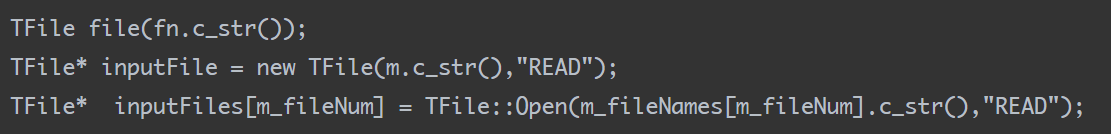 TFile file(fn.c_str());
TFile* inputFile = new TFile(m.c_str(),"READ");
TFile*  inputFiles[m_fileNum] = TFile::Open(m_fileNames[m_fileNum].c_str(),"READ");